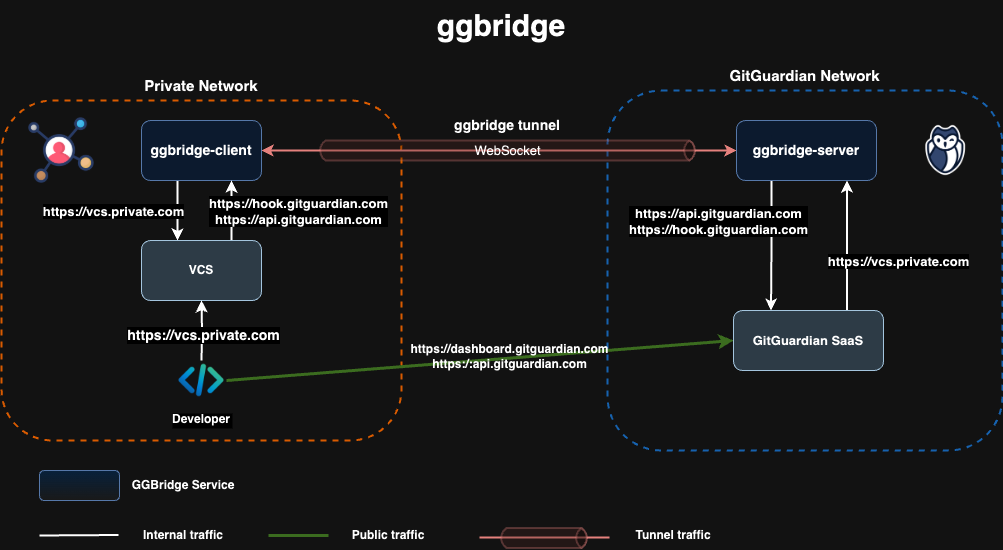 ggbridge
Private Network
GitGuardian Network
ggbridge tunnel
ggbridge-client
WebSocket
ggbridge-server
https://vcs.private.com
https://hook.gitguardian.com
https://api.gitguardian.com
https://api.gitguardian.com
https://hook.gitguardian.com
https://vcs.private.com
VCS
https://vcs.private.com
GitGuardian SaaS
https://dashboard.gitguardian.com
https:/:api.gitguardian.com
Developer
GGBridge Service
Internal traffic
Public traffic
Tunnel traffic